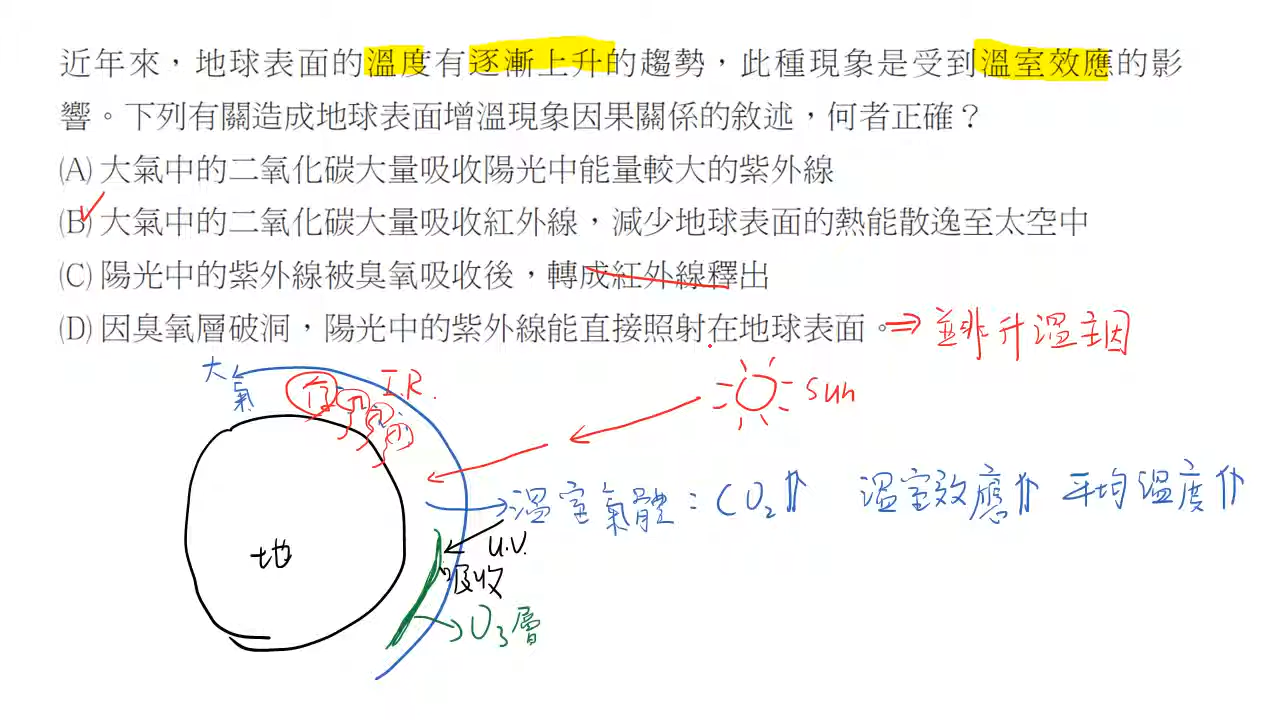 近年來，地球表面的溫度有逐漸上升的趨勢，此種現象是受到溫室效應的影
響。下列有關造成地球表面增溫現象因果關係的敘述，何者正確？
(A) 大氣中的二氧化碳大量吸收陽光中能量較大的紫外線
(B) 大氣中的二氧化碳大量吸收紅外線，減少地球表面的熱能散逸至太空中
(C) 陽光中的紫外線被臭氧吸收後，轉成紅外線釋出
(D) 因臭氧層破洞，陽光中的紫外線能直接照射在地球表面。⇒ 並非升溫主因
大氣
I.R.
sun
溫室氣體：CO₂⇑ 溫室效應⇑ 平均溫度⇑
U.V.
吸收
地
O₃層